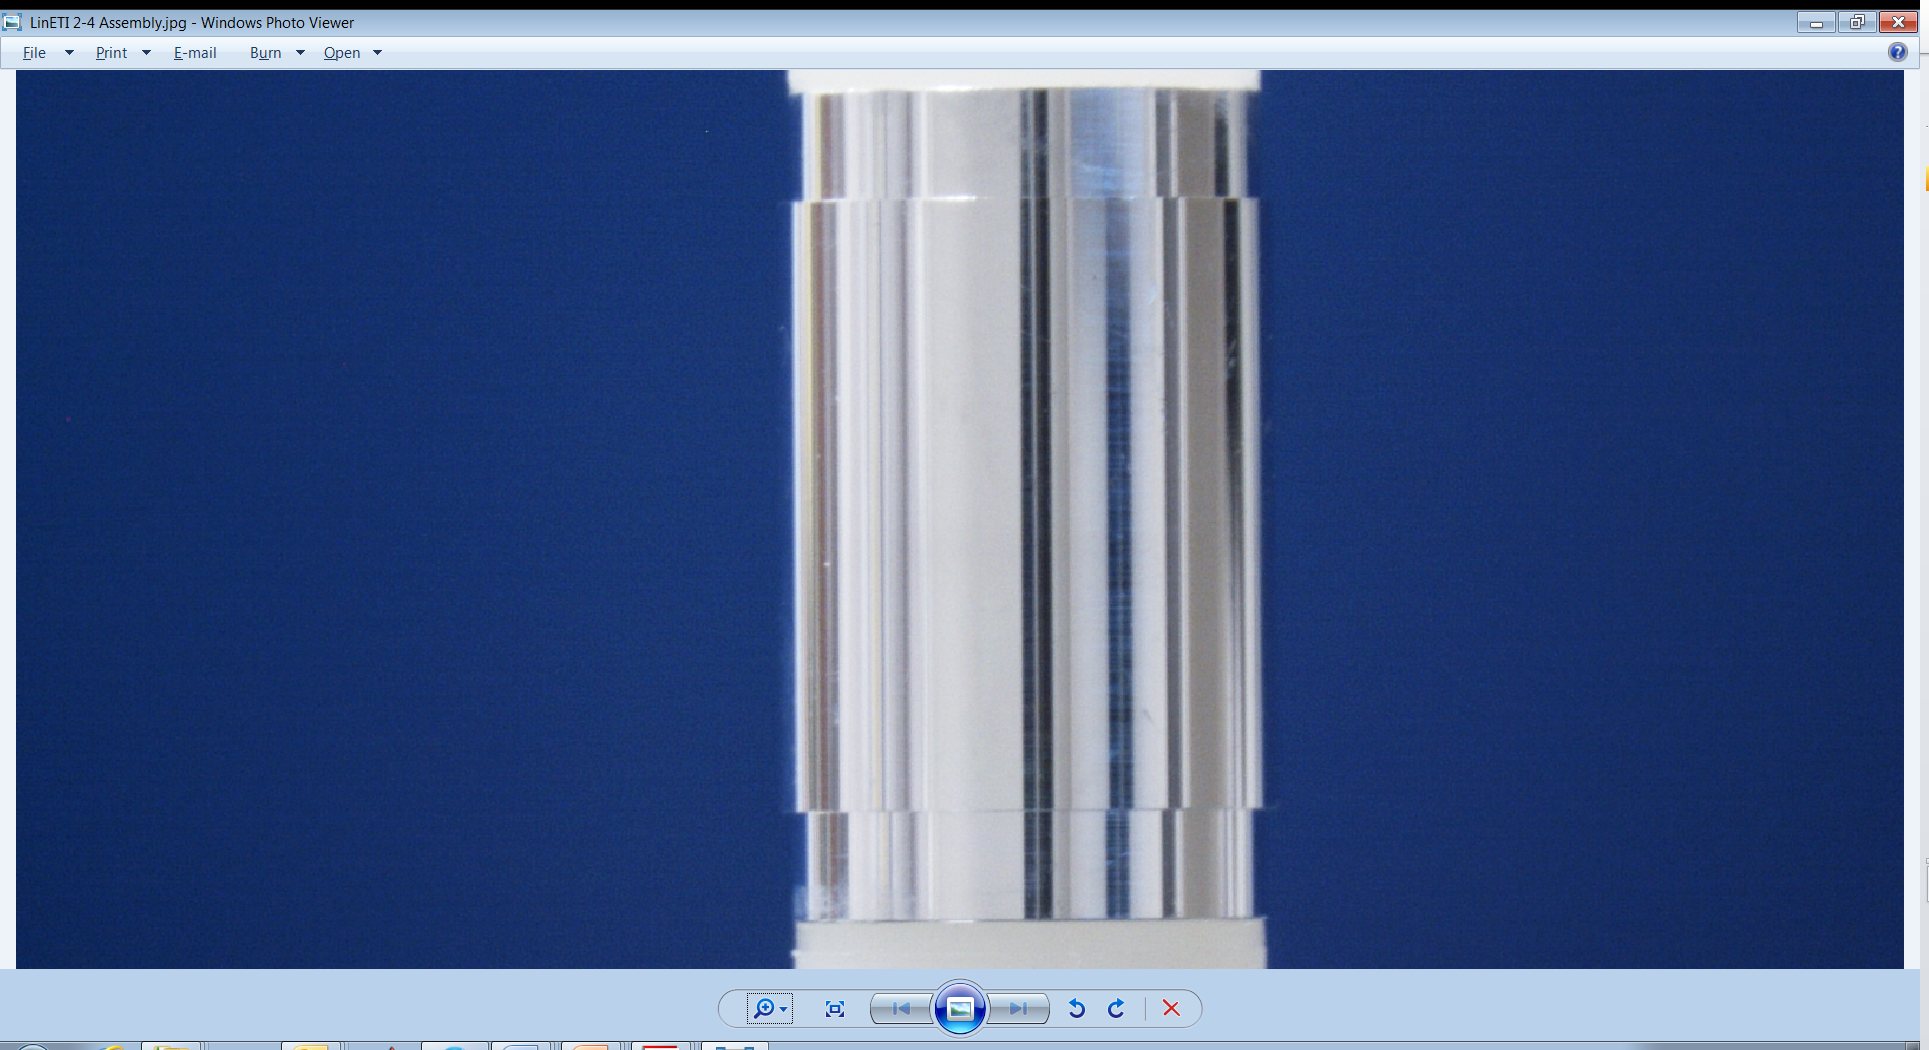 LinETI 2-4 Assembly.jpg - Windows Photo Viewer
File Print E-mail Burn Open
?